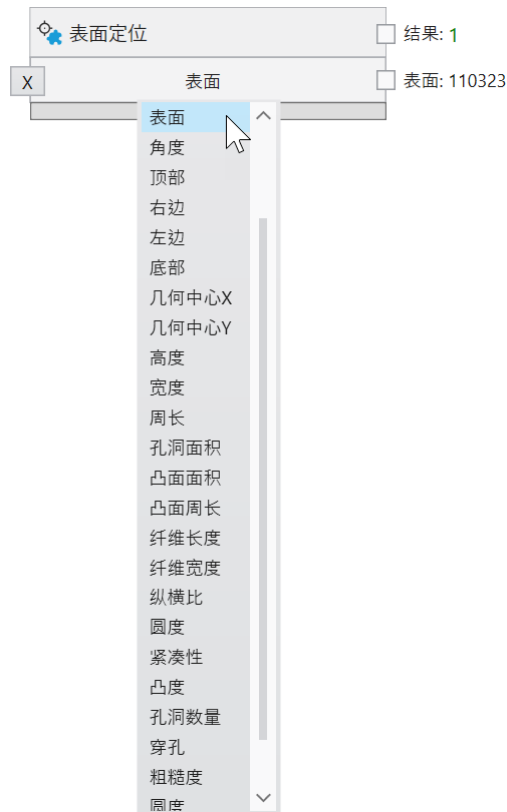 表面定位
结果: 1
X
表面
表面: 110323
表面
角度
顶部
右边
左边
底部
几何中心X
几何中心Y
高度
宽度
周长
孔洞面积
凸面面积
凸面周长
纤维长度
纤维宽度
纵横比
圆度
紧凑性
凸度
孔洞数量
穿孔
粗糙度
圆度